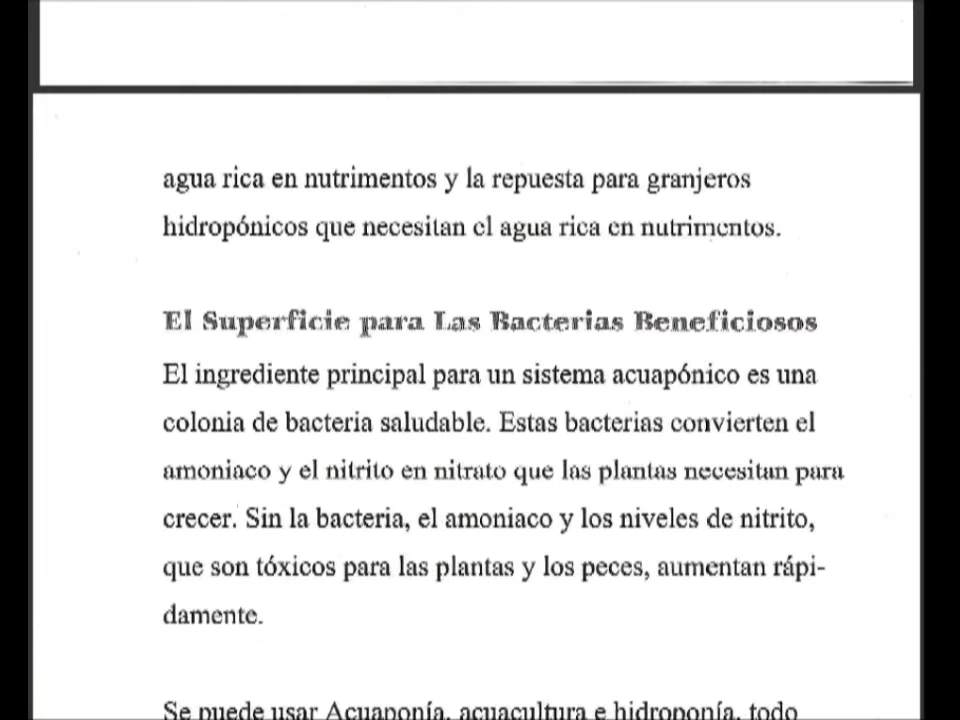 agua rica en nutrimentos y la repuesta para granjeros
hidropónicos que necesitan el agua rica en nutrimentos.
El Superficie para Las Bacterias Beneficiosos
El ingrediente principal para un sistema acuapónico es una
colonia de bacteria saludable. Estas bacterias convierten el
amoniaco y el nitrito en nitrato que las plantas necesitan para
crecer. Sin la bacteria, el amoniaco y los niveles de nitrito,
que son tóxicos para las plantas y los peces, aumentan rápi-
damente.
Se puede usar Acuaponía, acuacultura e hidroponía, todo